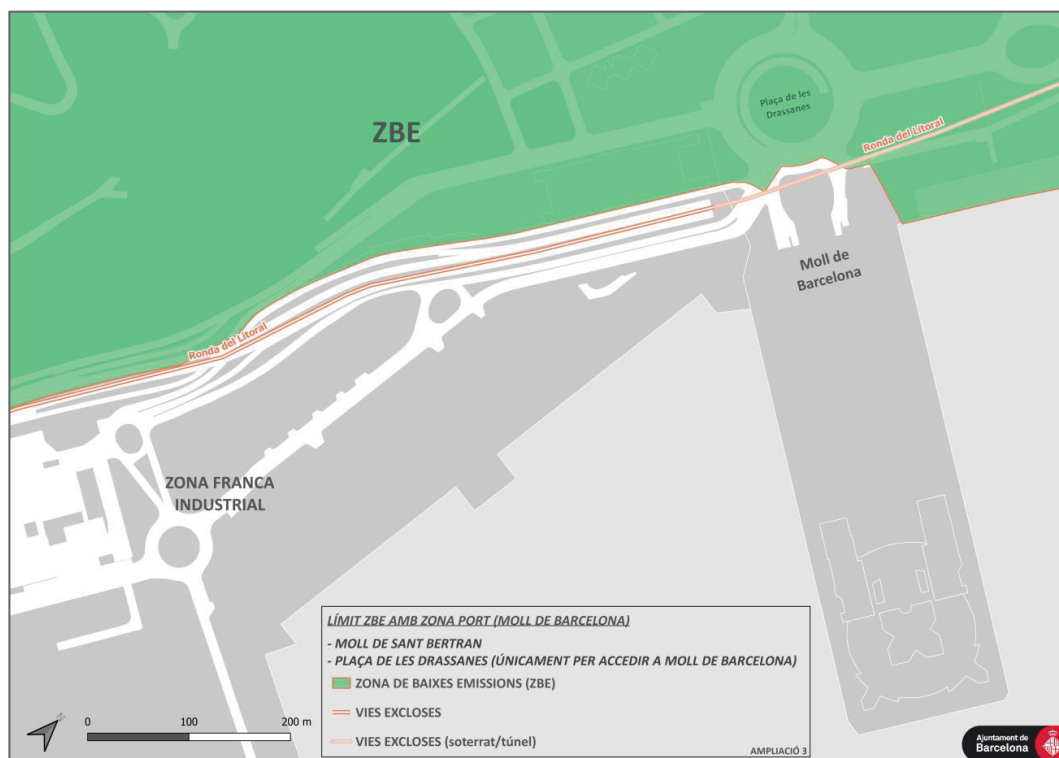 Plaça de les
Drassanes
ZBE
Ronda del Litoral
Moll de
Barcelona
Ronda del Litoral
ZONA FRANCA
INDUSTRIAL
LÍMIT ZBE AMB ZONA PORT (MOLL DE BARCELONA)
- MOLL DE SANT BERTRAN
- PLAÇA DE LES DRASSANES (ÚNICAMENT PER ACCEDIR A MOLL DE BARCELONA)
ZONA DE BAIXES EMISSIONS (ZBE)
VIES EXCLOSES
VIES EXCLOSES (soterrat/túnel)
AMPLIACIÓ 3
N
0 100 200 m
Ajuntament de
Barcelona